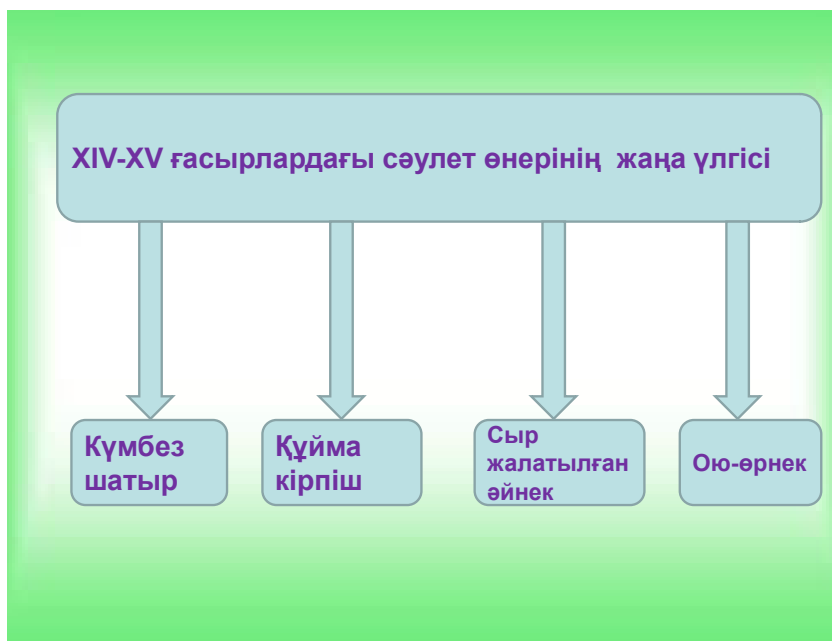 XIV-XV ғасырлардағы сәулет өнерінің жаңа үлгісі
Күмбез
шатыр
Құйма
кірпіш
Сыр
жалатылған
әйнек
Ою-өрнек